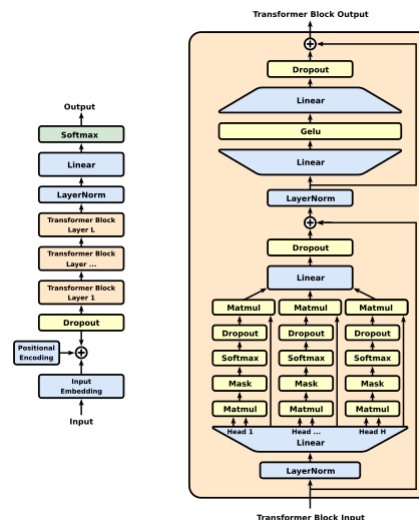 Output
Softmax
Linear
LayerNorm
Transformer Block
Layer L
Transformer Block
Layer ...
Transformer Block
Layer 1
Dropout
Positional
Encoding
Input
Embedding
Input
Transformer Block Output
Dropout
Linear
Gelu
Linear
LayerNorm
Dropout
Linear
Matmul Matmul Matmul
Dropout Dropout Dropout
Softmax Softmax Softmax
Mask Mask Mask
Matmul Matmul Matmul
Head 1 Head ... Head H
Linear
LayerNorm
Transformer Block Input